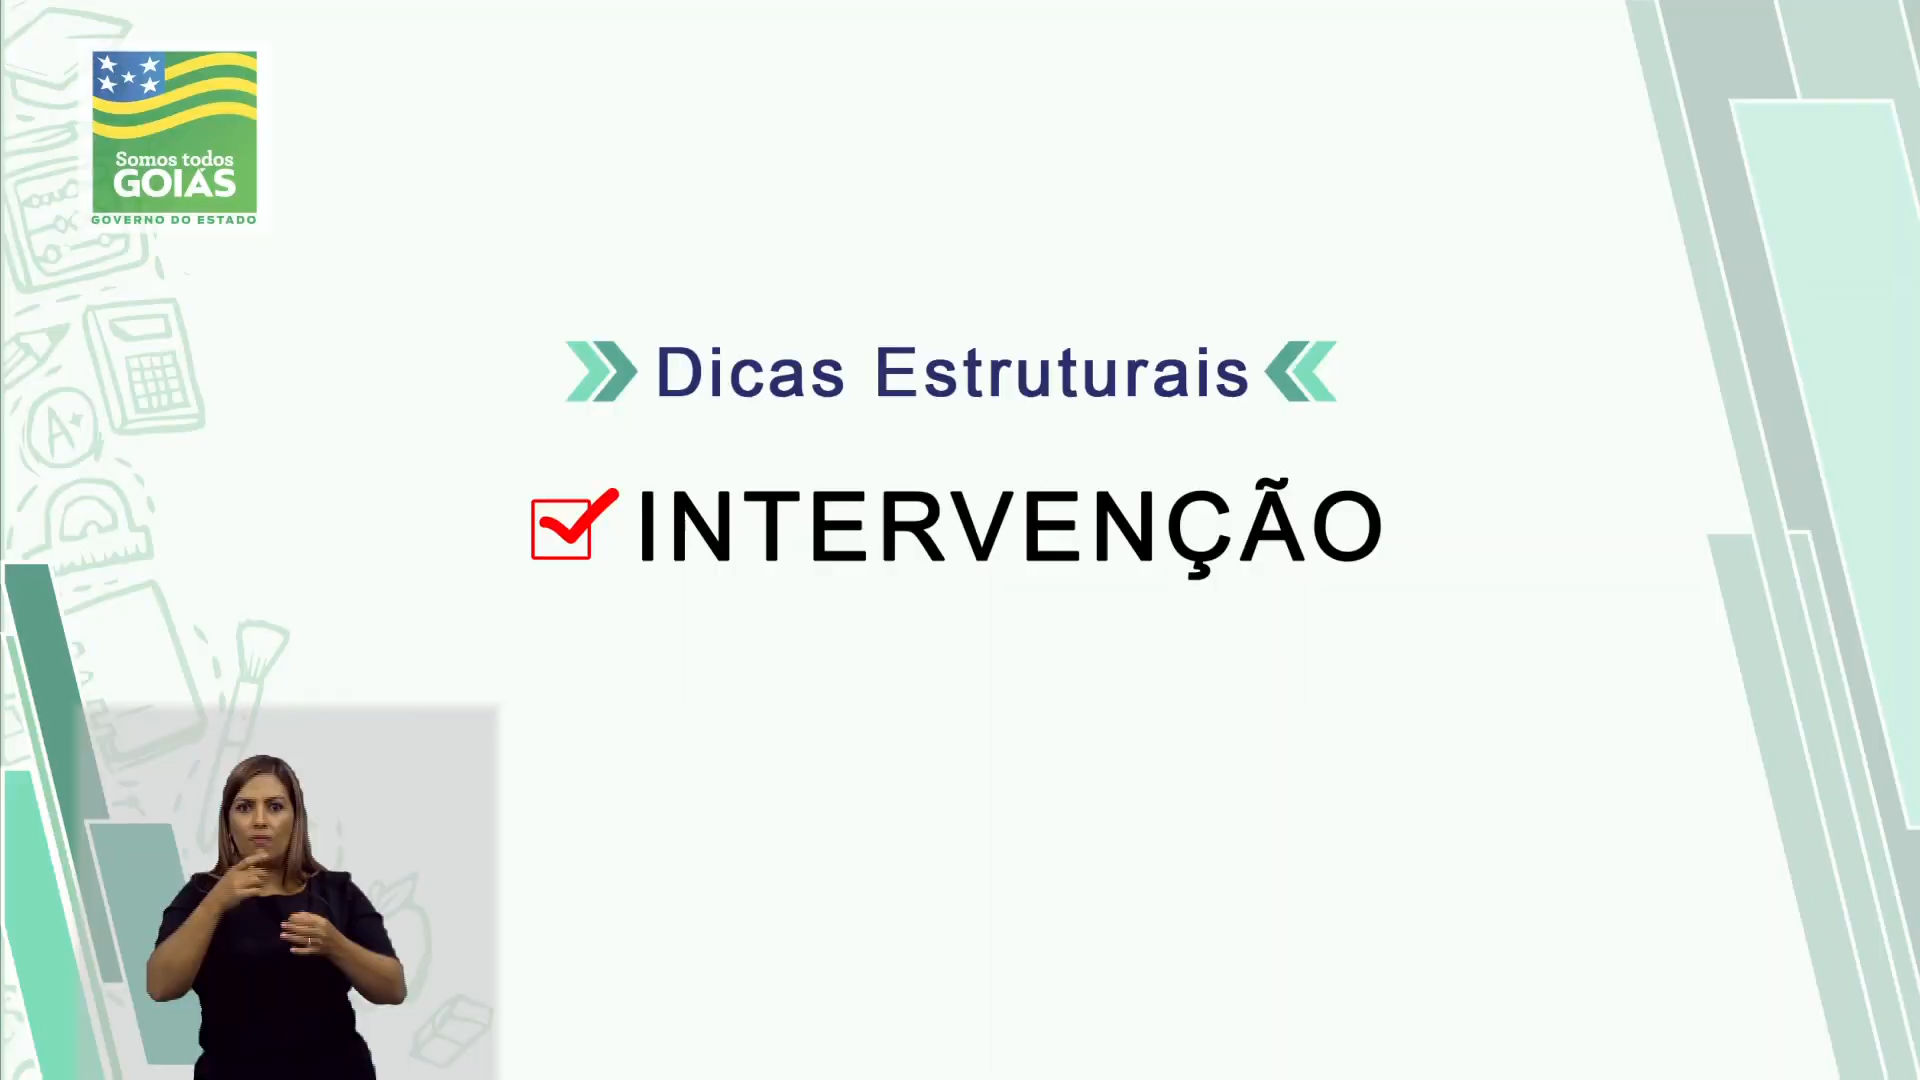 Somos todos
GOIÁS
GOVERNO DO ESTADO
Dicas Estruturais
INTERVENÇÃO
A+